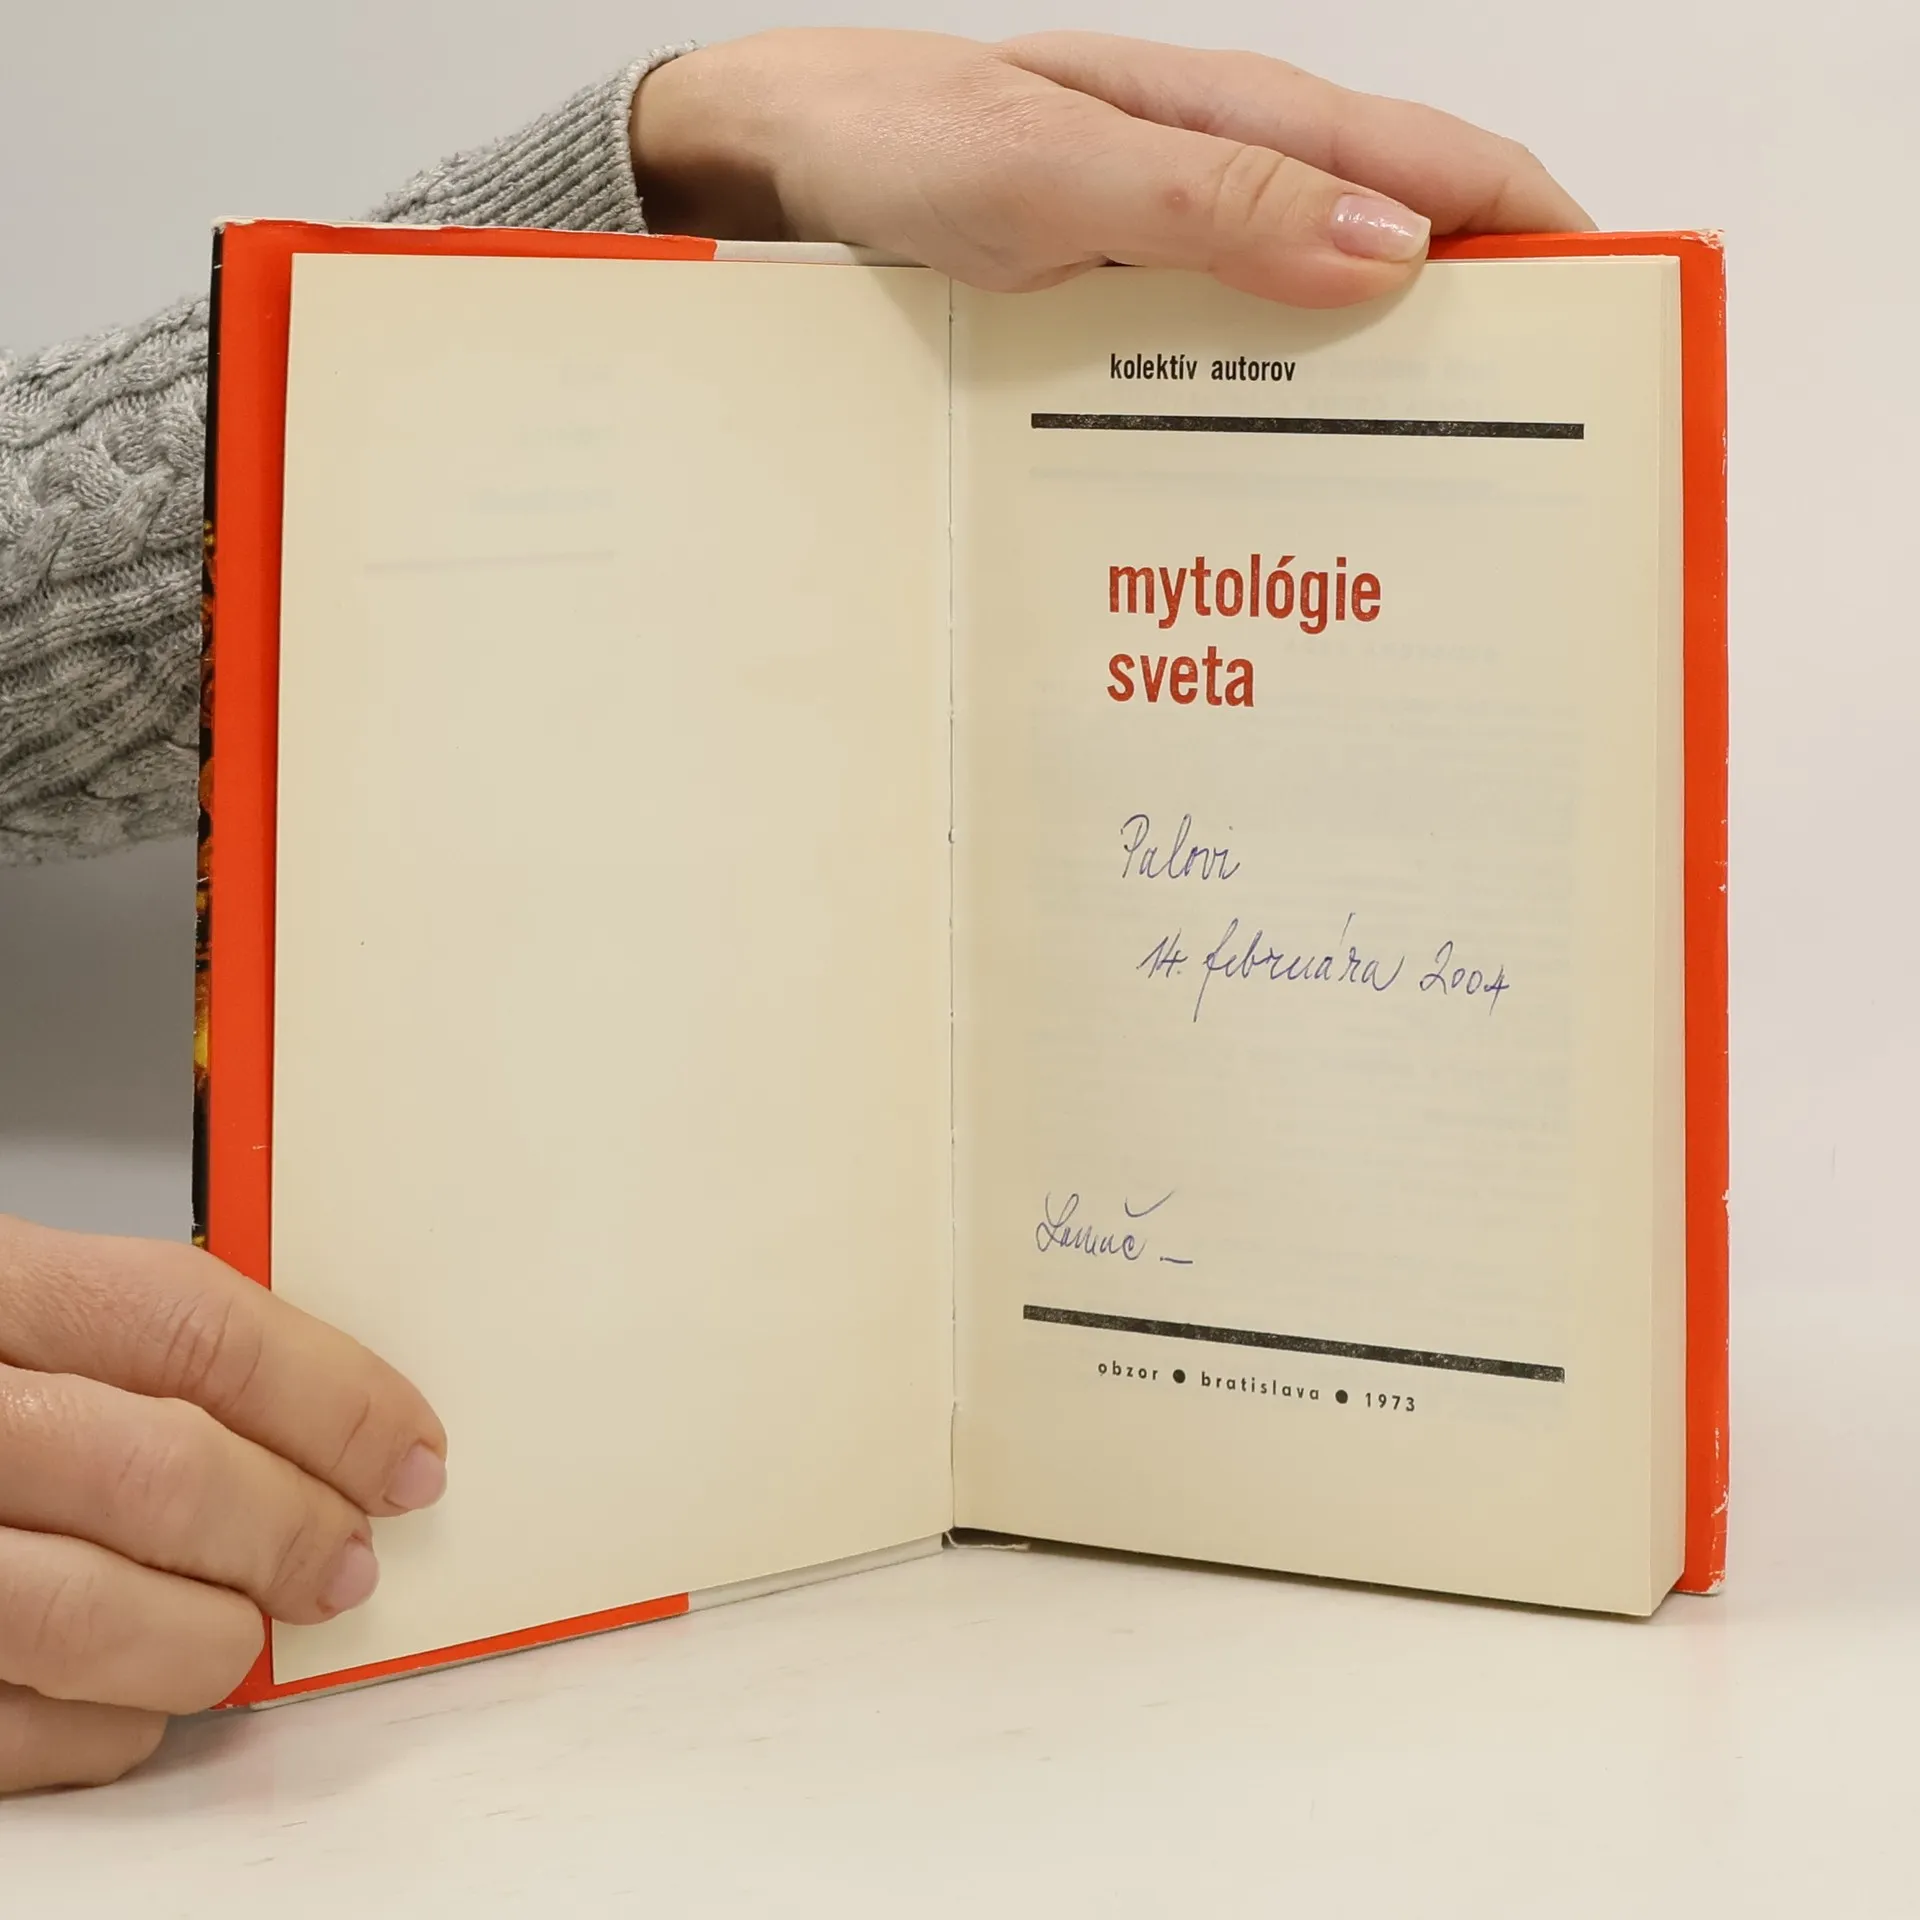 kolektív autorov
mytológie
sveta
Palovi
14. februára 2004
obzor ● bratislava ● 1973